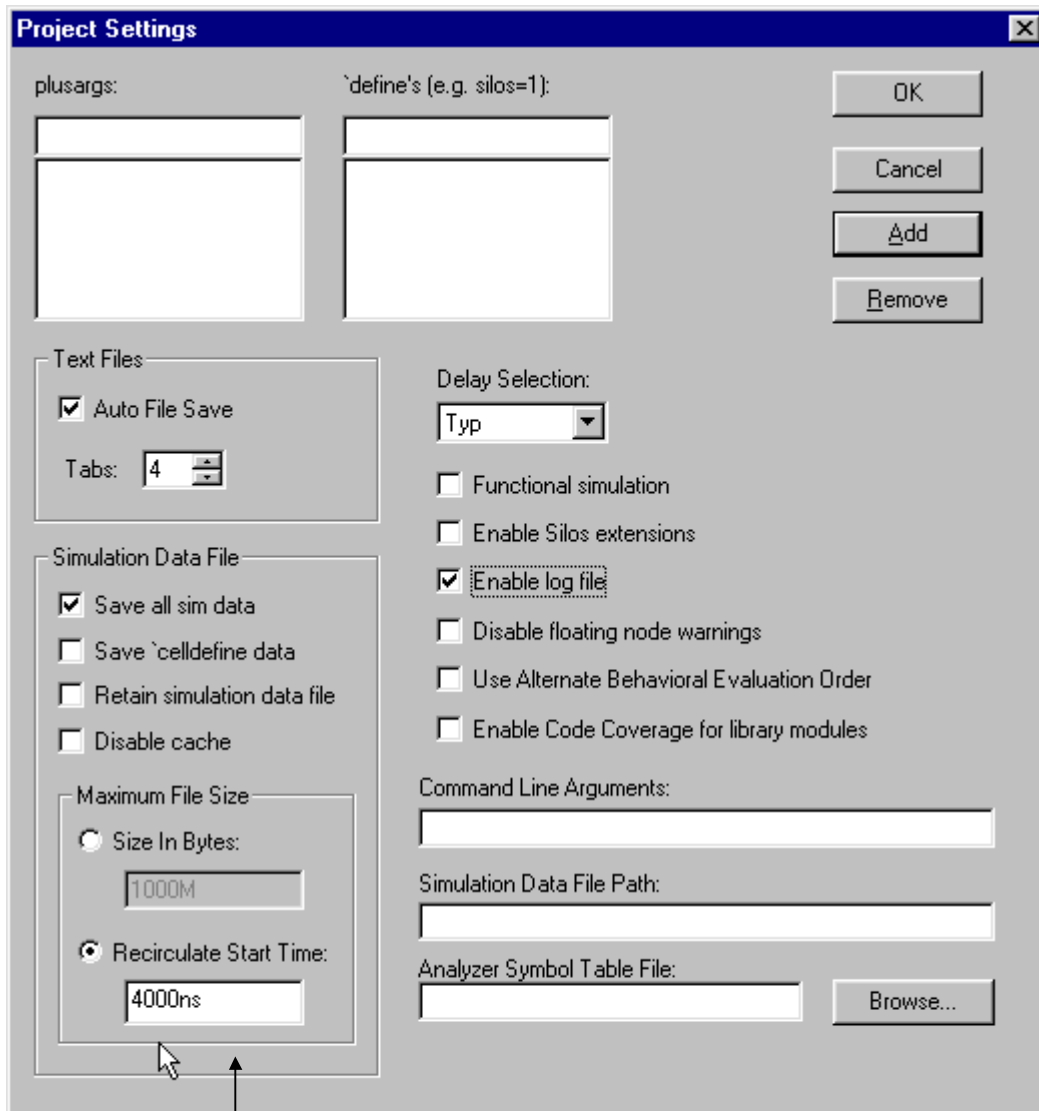 Project Settings
plusargs:
`define's (e.g. silos=1):
OK
Cancel
Add
Remove
Text Files
Auto File Save
Tabs: 4
Delay Selection:
Typ
Functional simulation
Enable Silos extensions
Enable log file
Disable floating node warnings
Use Alternate Behavioral Evaluation Order
Enable Code Coverage for library modules
Simulation Data File
Save all sim data
Save `celldefine data
Retain simulation data file
Disable cache
Maximum File Size
Size In Bytes:
1000M
Recirculate Start Time:
4000ns
Command Line Arguments:
Simulation Data File Path:
Analyzer Symbol Table File:
Browse...